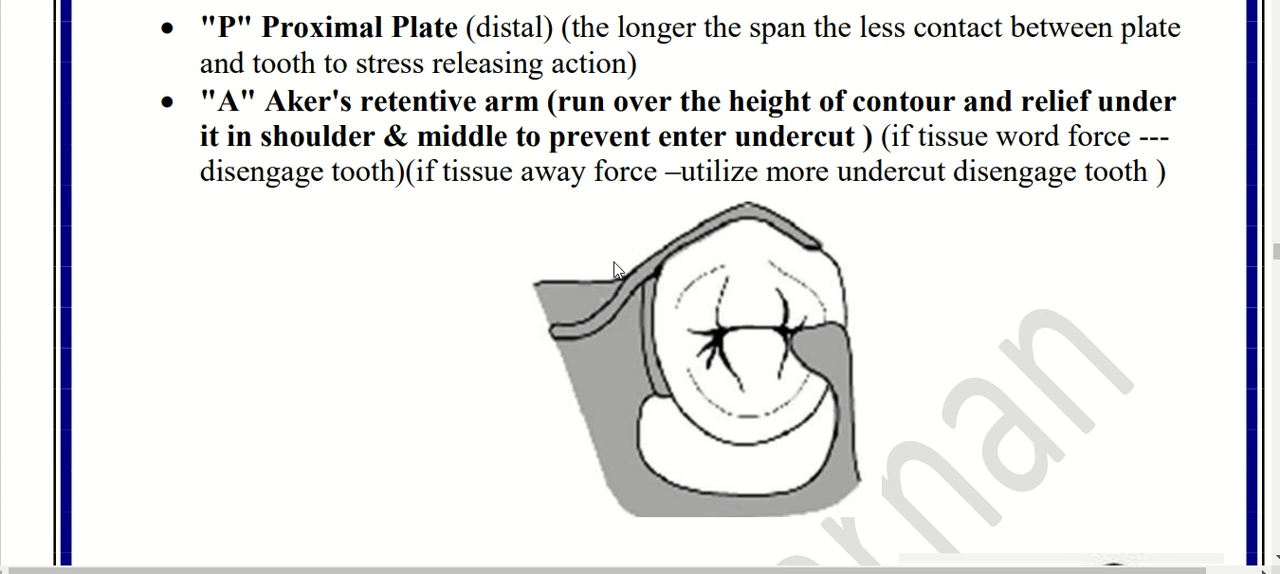 • "P" Proximal Plate (distal) (the longer the span the less contact between plate
and tooth to stress releasing action)
• "A" Aker's retentive arm (run over the height of contour and relief under
it in shoulder & middle to prevent enter undercut ) (if tissue word force ---
disengage tooth)(if tissue away force –utilize more undercut disengage tooth )